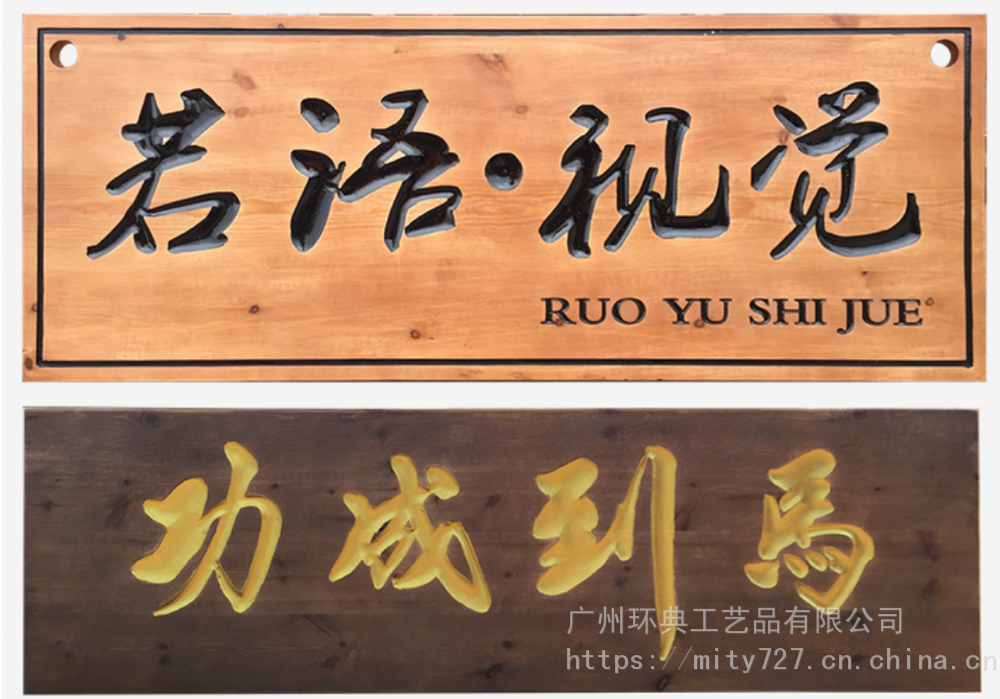 若语·视觉
RUO YU SHI JUE
功成到馬
广州环典工艺品有限公司
https://mity727.cn.china.cn